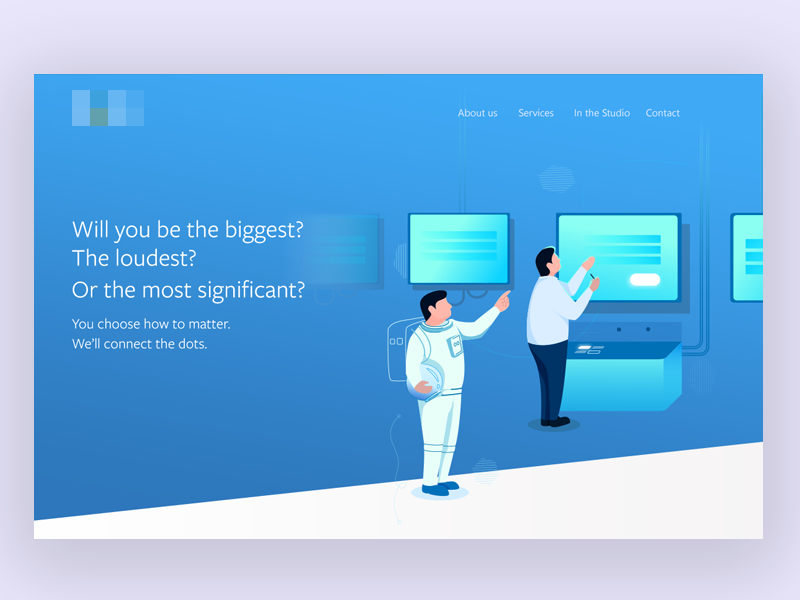 About us Services In the Studio Contact
Will you be the biggest?
The loudest?
Or the most significant?
You choose how to matter.
We'll connect the dots.